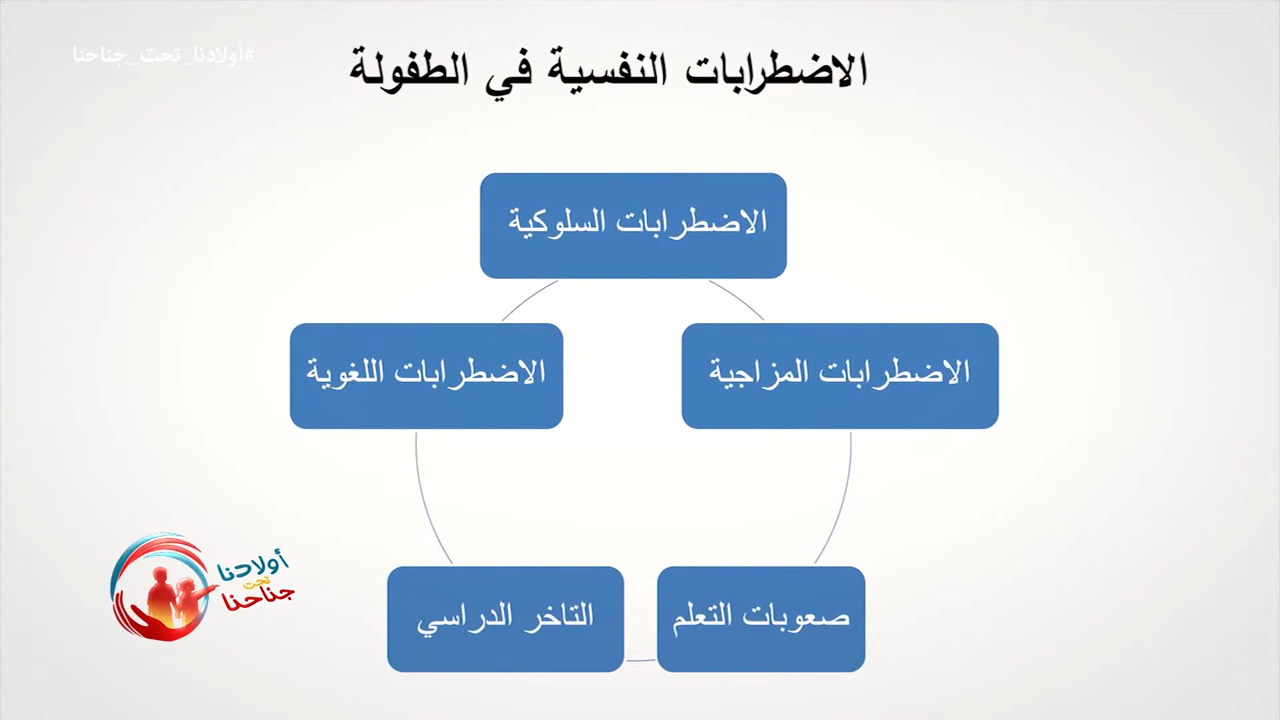 #أولادنا_تحت_جناحنا
الاضطرابات النفسية في الطفولة
الاضطرابات السلوكية
الاضطرابات المزاجية
الاضطرابات اللغوية
صعوبات التعلم
التاخر الدراسي
أولادنا
تحت
جناحنا